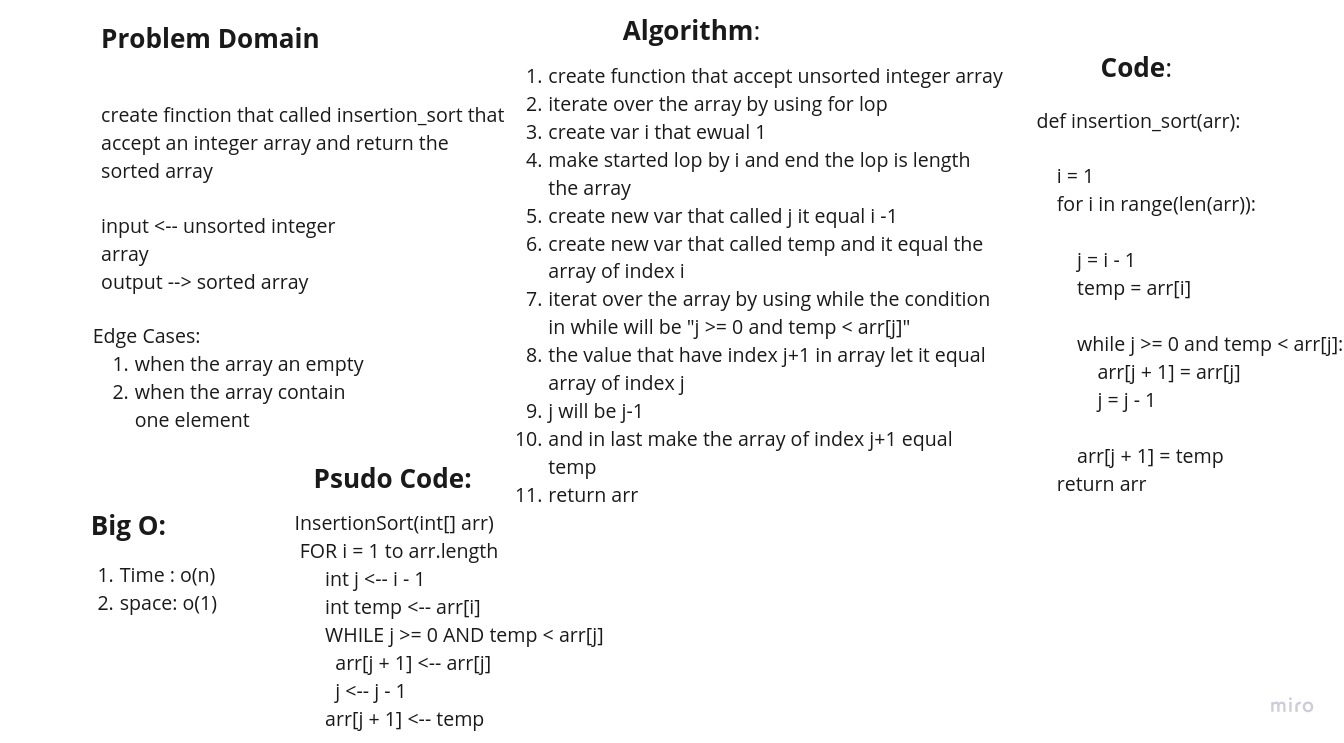 Problem Domain
create finction that called insertion_sort that
accept an integer array and return the
sorted array
input <-- unsorted integer
array
output --> sorted array
Edge Cases:
1. when the array an empty
2. when the array contain
one element
Big O:
1. Time : o(n)
2. space: o(1)
Psudo Code:
InsertionSort(int[] arr)
FOR i = 1 to arr.length
int j <-- i - 1
int temp <-- arr[i]
WHILE j >= 0 AND temp < arr[j]
arr[j + 1] <-- arr[j]
j <-- j - 1
arr[j + 1] <-- temp
Algorithm:
1. create function that accept unsorted integer array
2. iterate over the array by using for lop
3. create var i that ewual 1
4. make started lop by i and end the lop is length
the array
5. create new var that called j it equal i -1
6. create new var that called temp and it equal the
array of index i
7. iterat over the array by using while the condition
in while will be "j >= 0 and temp < arr[j]"
8. the value that have index j+1 in array let it equal
array of index j
9. j will be j-1
10. and in last make the array of index j+1 equal
temp
11. return arr
Code:
def insertion_sort(arr):
i = 1
for i in range(len(arr)):
j = i - 1
temp = arr[i]
while j >= 0 and temp < arr[j]:
arr[j + 1] = arr[j]
j = j - 1
arr[j + 1] = temp
return arr
miro